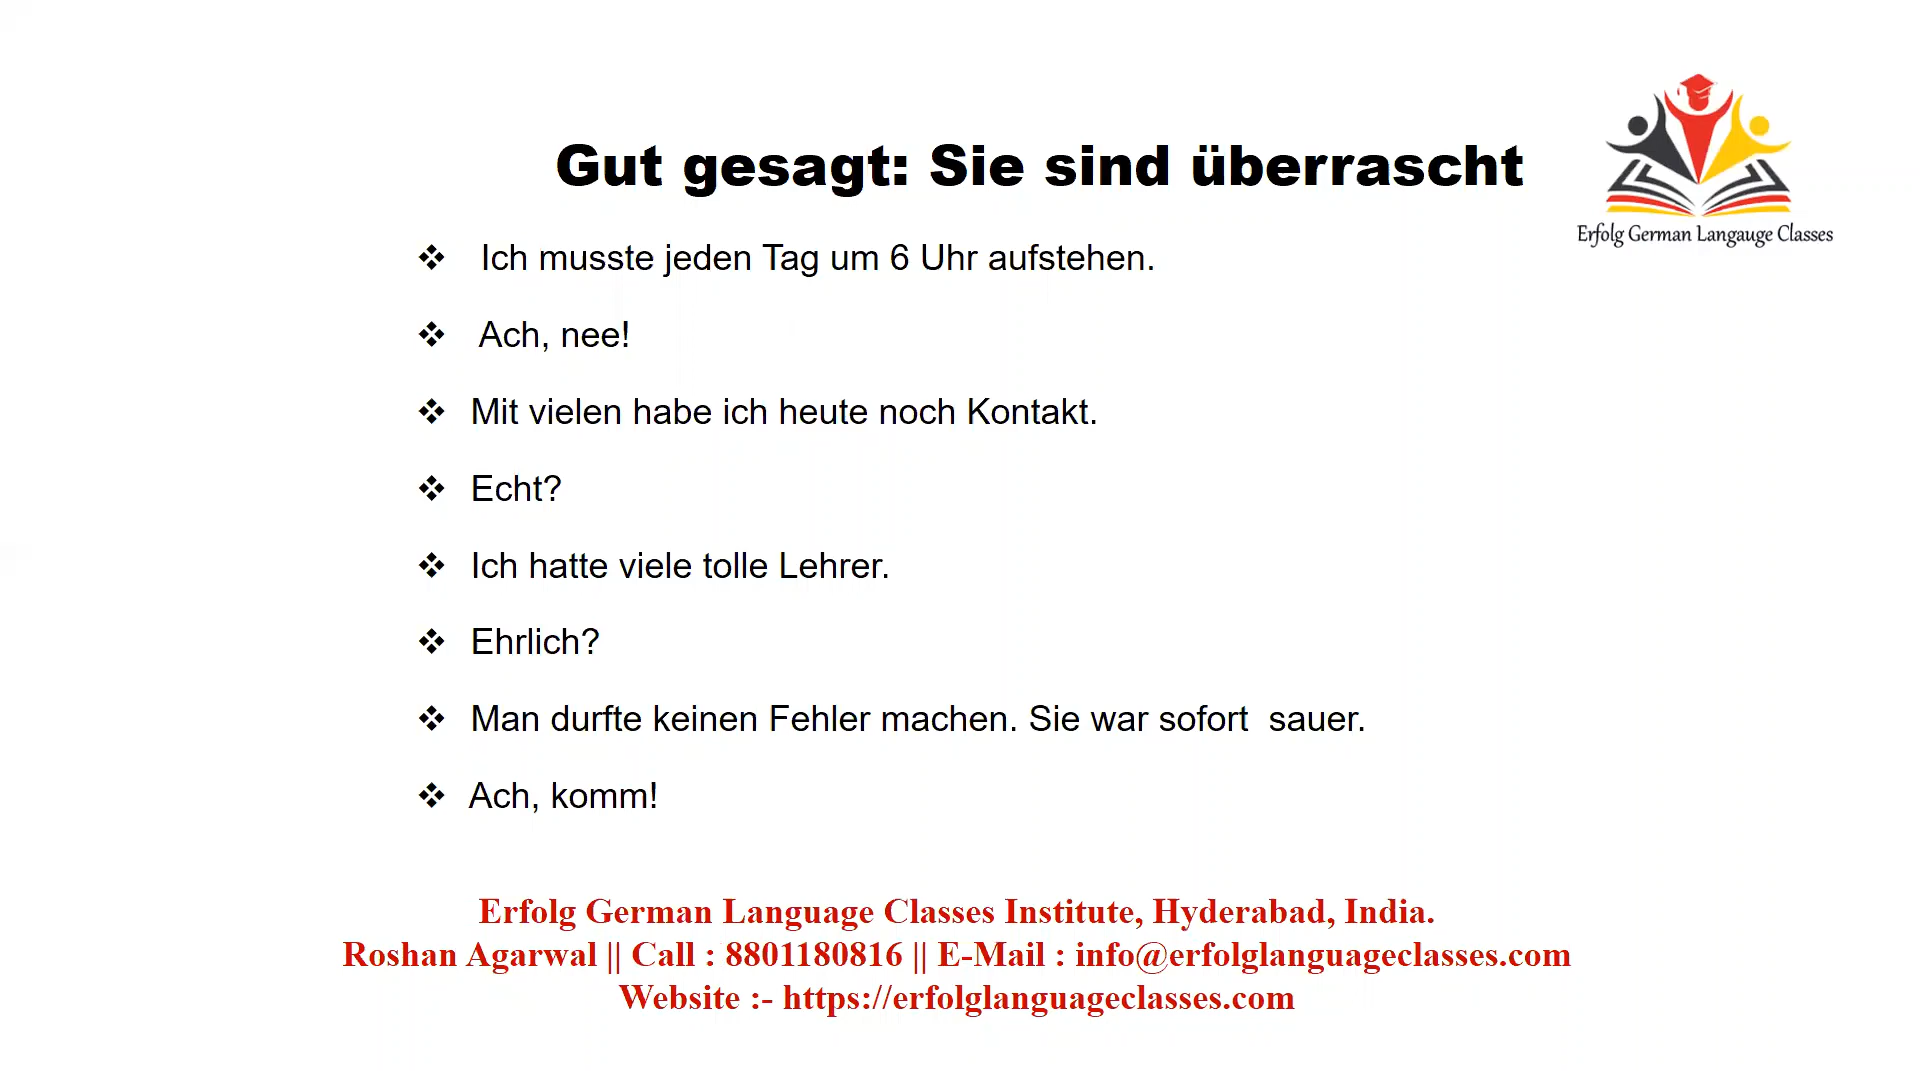 Gut gesagt: Sie sind überrascht
Erfolg German Langauge Classes
❖ Ich musste jeden Tag um 6 Uhr aufstehen.
❖ Ach, nee!
❖ Mit vielen habe ich heute noch Kontakt.
❖ Echt?
❖ Ich hatte viele tolle Lehrer.
❖ Ehrlich?
❖ Man durfte keinen Fehler machen. Sie war sofort sauer.
❖ Ach, komm!
Erfolg German Language Classes Institute, Hyderabad, India.
Roshan Agarwal || Call : 8801180816 || E-Mail : info@erfolglanguageclasses.com
Website :- https://erfolglanguageclasses.com